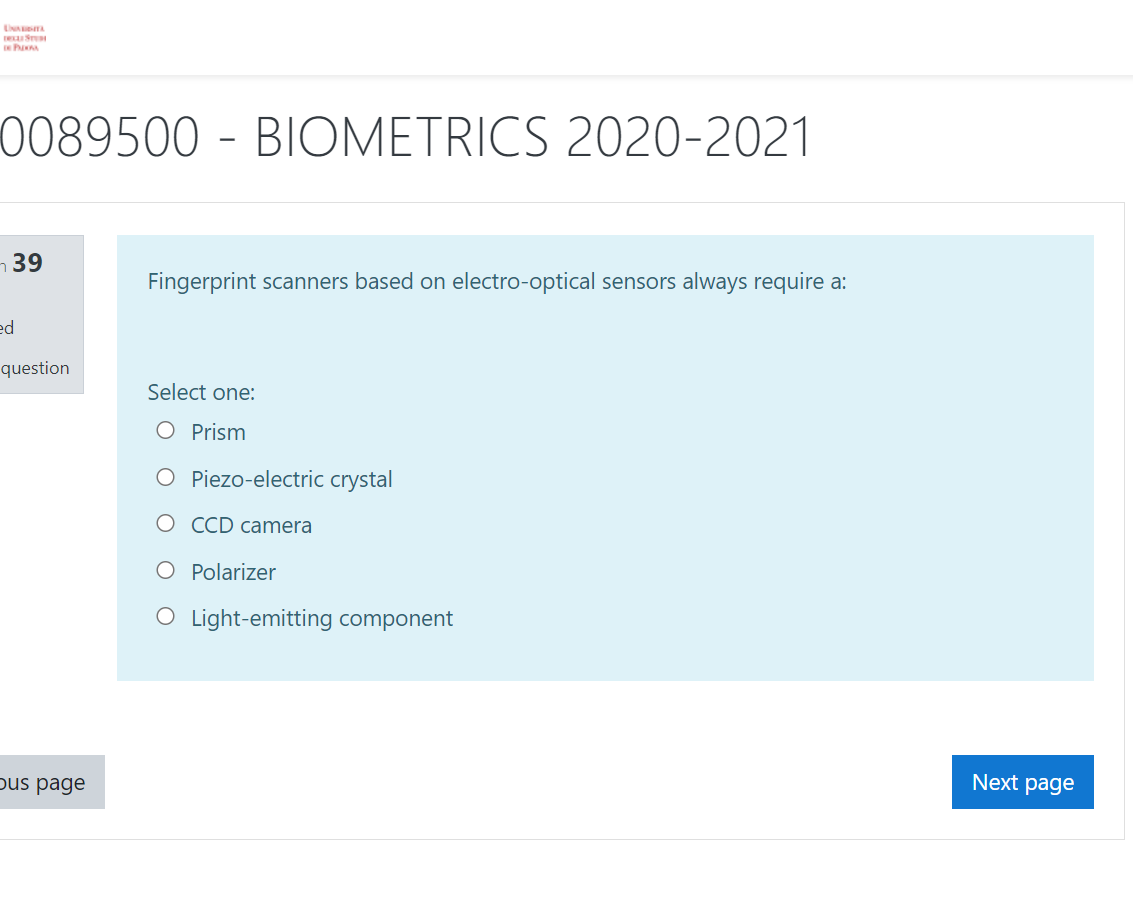 UNIVERSITÀ
DEGLI STUDI
DI PADOVA
0089500 - BIOMETRICS 2020-2021
n 39
ed
question
Fingerprint scanners based on electro-optical sensors always require a:
Select one:
Prism
Piezo-electric crystal
CCD camera
Polarizer
Light-emitting component
ous page
Next page